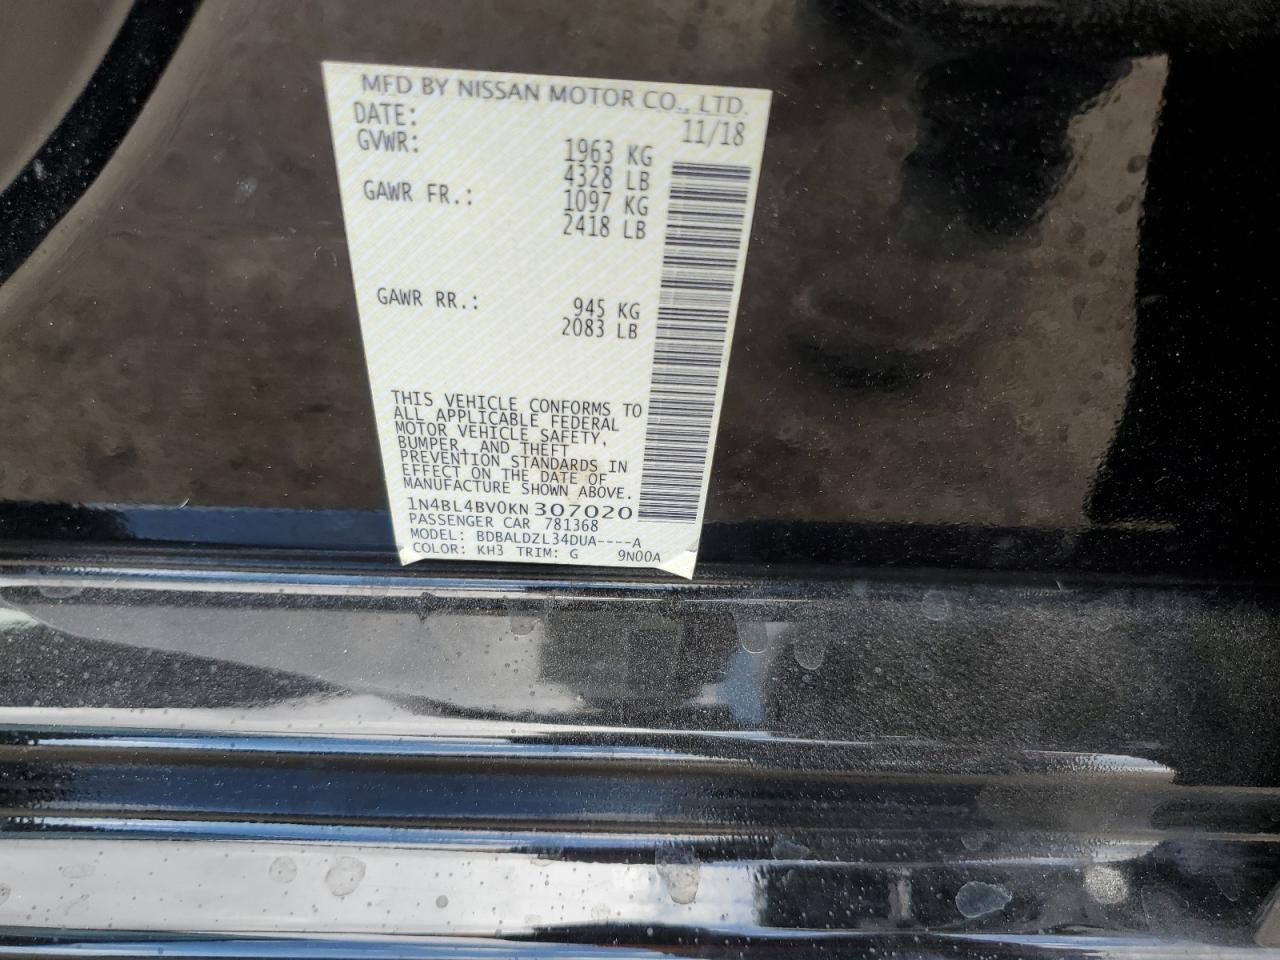 MFD BY NISSAN MOTOR CO., LTD.
DATE: 11/18
GVWR: 1963 KG
4328 LB
GAWR FR.: 1097 KG
2418 LB
GAWR RR.: 945 KG
2083 LB
THIS VEHICLE CONFORMS TO
ALL APPLICABLE FEDERAL
MOTOR VEHICLE SAFETY,
BUMPER, AND THEFT
PREVENTION STANDARDS IN
EFFECT ON THE DATE OF
MANUFACTURE SHOWN ABOVE.
1N4BL4BV0KN307020
PASSENGER CAR 781368
MODEL: BDBALDZL34DUA----A
COLOR: KH3 TRIM: G 9N00A